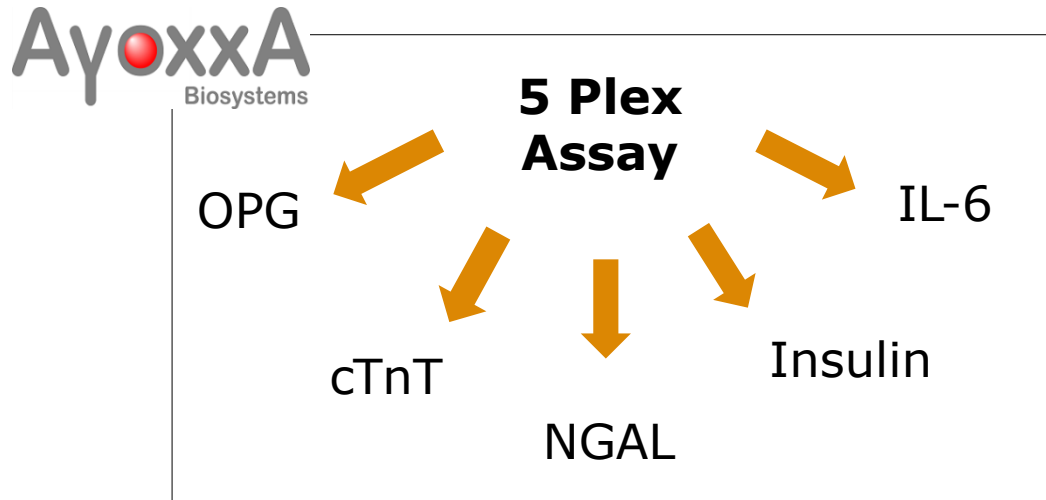 AyoxxA
Biosystems
5 Plex
Assay
OPG
IL-6
cTnT
Insulin
NGAL